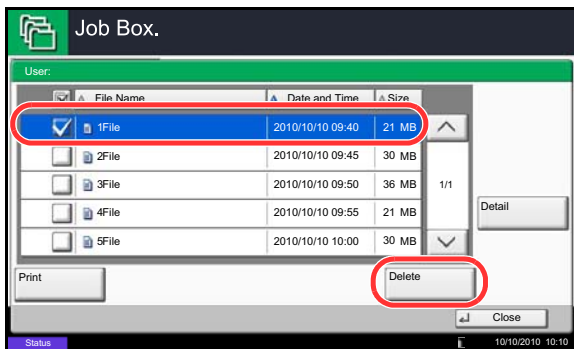 Job Box.
User:
File Name Date and Time Size
1File 2010/10/10 09:40 21 MB
2File 2010/10/10 09:45 30 MB
3File 2010/10/10 09:50 36 MB
1/1
4File 2010/10/10 09:55 21 MB
Detail
5File 2010/10/10 10:00 30 MB
Print Delete
Close
Status 10/10/2010 10:10